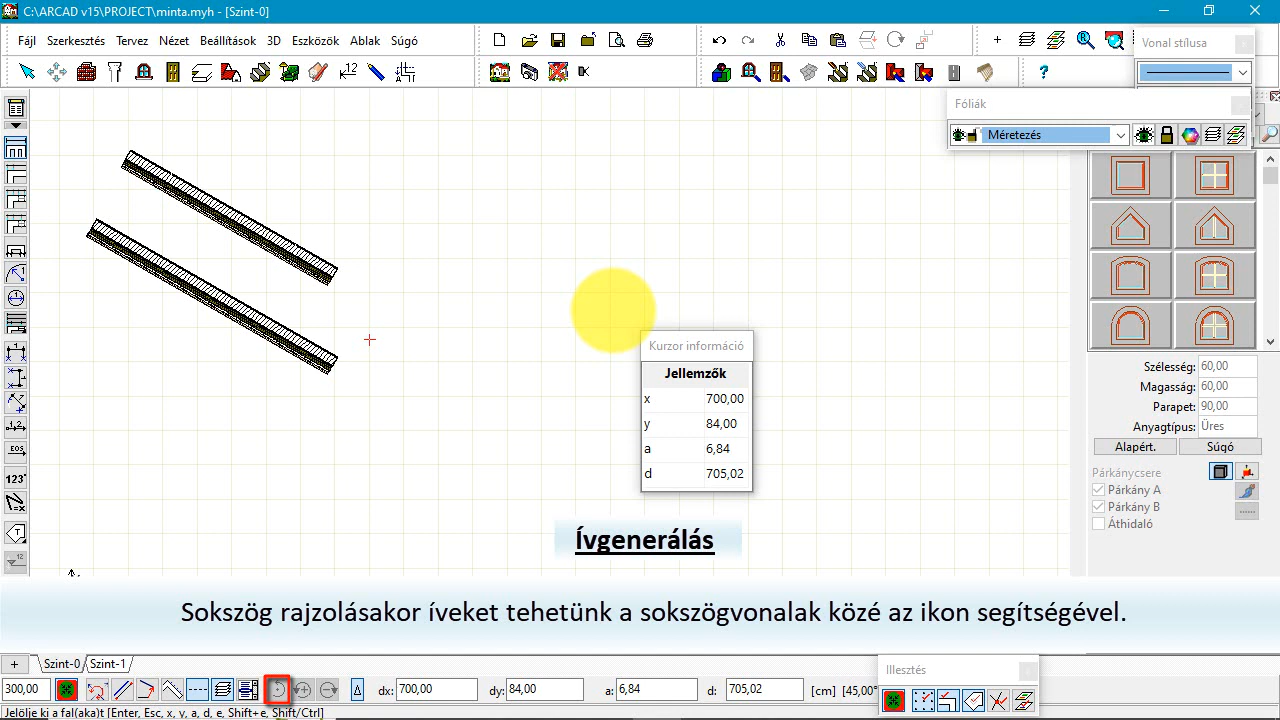 C:\ARCAD v15\PROJECT\minta.myh - [Szint-0]
Fájl Szerkesztés Tervez Nézet Beállítások 3D Eszközök Ablak Súgó
Vonal stílusa
Fóliák
Méretezés
Kurzor információ
Jellemzők
x 700,00
y 84,00
a 6,84
d 705,02
Szélesség: 60,00
Magasság: 60,00
Parapet: 90,00
Anyagtípus: Üres
Alapért. Súgó
Párkánycsere
Párkány A
Párkány B
Áthidaló
Ívgenerálás
Sokszög rajzolásakor íveket tehetünk a sokszögvonalak közé az ikon segítségével.
Szint-0 Szint-1
Illesztés
300,00 dx: 700,00 dy: 84,00 a: 6,84 d: 705,02 [cm] [45,00°
Jelölje ki a fal(aka)t [Enter, Esc, x, y, a, d, e, Shift+e, Shift/Ctrl]